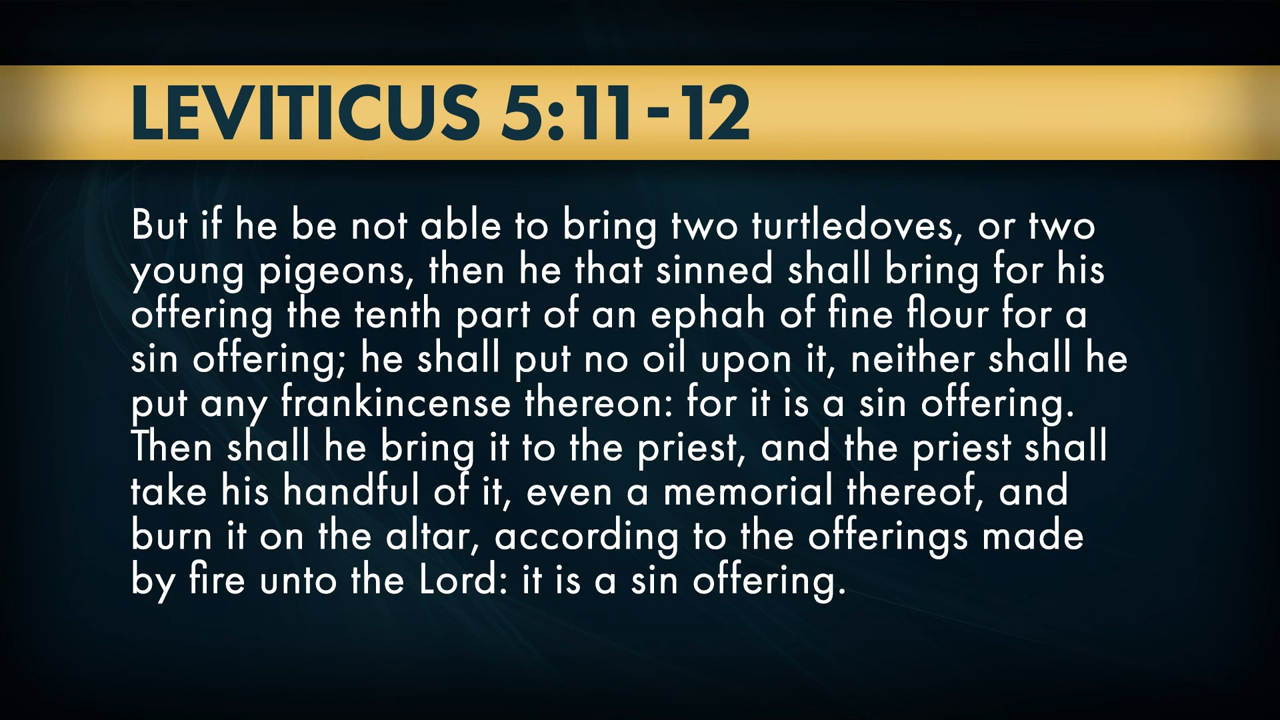 LEVITICUS 5:11-12
But if he be not able to bring two turtledoves, or two
young pigeons, then he that sinned shall bring for his
offering the tenth part of an ephah of fine flour for a
sin offering; he shall put no oil upon it, neither shall he
put any frankincense thereon: for it is a sin offering.
Then shall he bring it to the priest, and the priest shall
take his handful of it, even a memorial thereof, and
burn it on the altar, according to the offerings made
by fire unto the Lord: it is a sin offering.